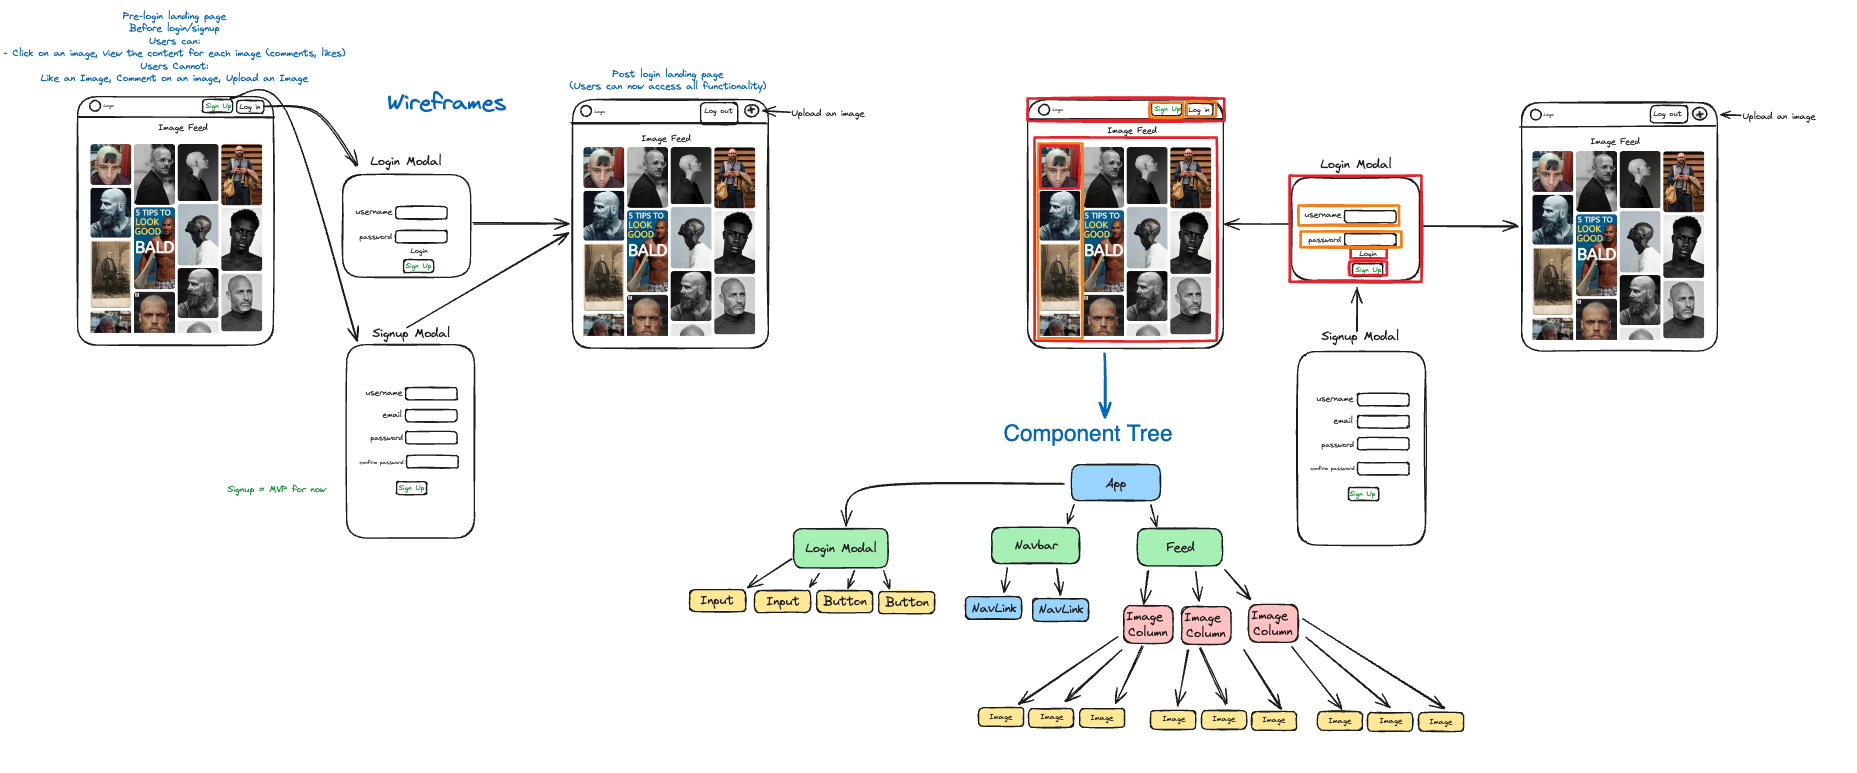 Pre-login landing page
Before login/signup
Users can:
- Click on an image, view the content for each image (comments, likes)
Users Cannot:
Like an Image, Comment on an image, Upload an Image
Logo
Sign Up
Log in
Image Feed
5 TIPS TO
LOOK
GOOD
BALD
Wireframes
Login Modal
username
password
Login
Sign Up
Signup Modal
username
email
password
confirm password
Sign Up
Signup = MVP for now
Post login landing page
(Users can now access all functionality)
Logo
Log out
Upload an image
Image Feed
5 TIPS TO
LOOK
GOOD
BALD
Logo
Sign Up
Log in
Image Feed
5 TIPS TO
LOOK
GOOD
BALD
Login Modal
username
password
Login
Sign Up
Signup Modal
username
email
password
confirm password
Sign Up
Logo
Log out
Upload an image
Image Feed
5 TIPS TO
LOOK
GOOD
BALD
Component Tree
App
Login Modal
Navbar
Feed
Input
Input
Button
Button
NavLink
NavLink
Image
Column
Image
Column
Image
Column
Image
Image
Image
Image
Image
Image
Image
Image
Image